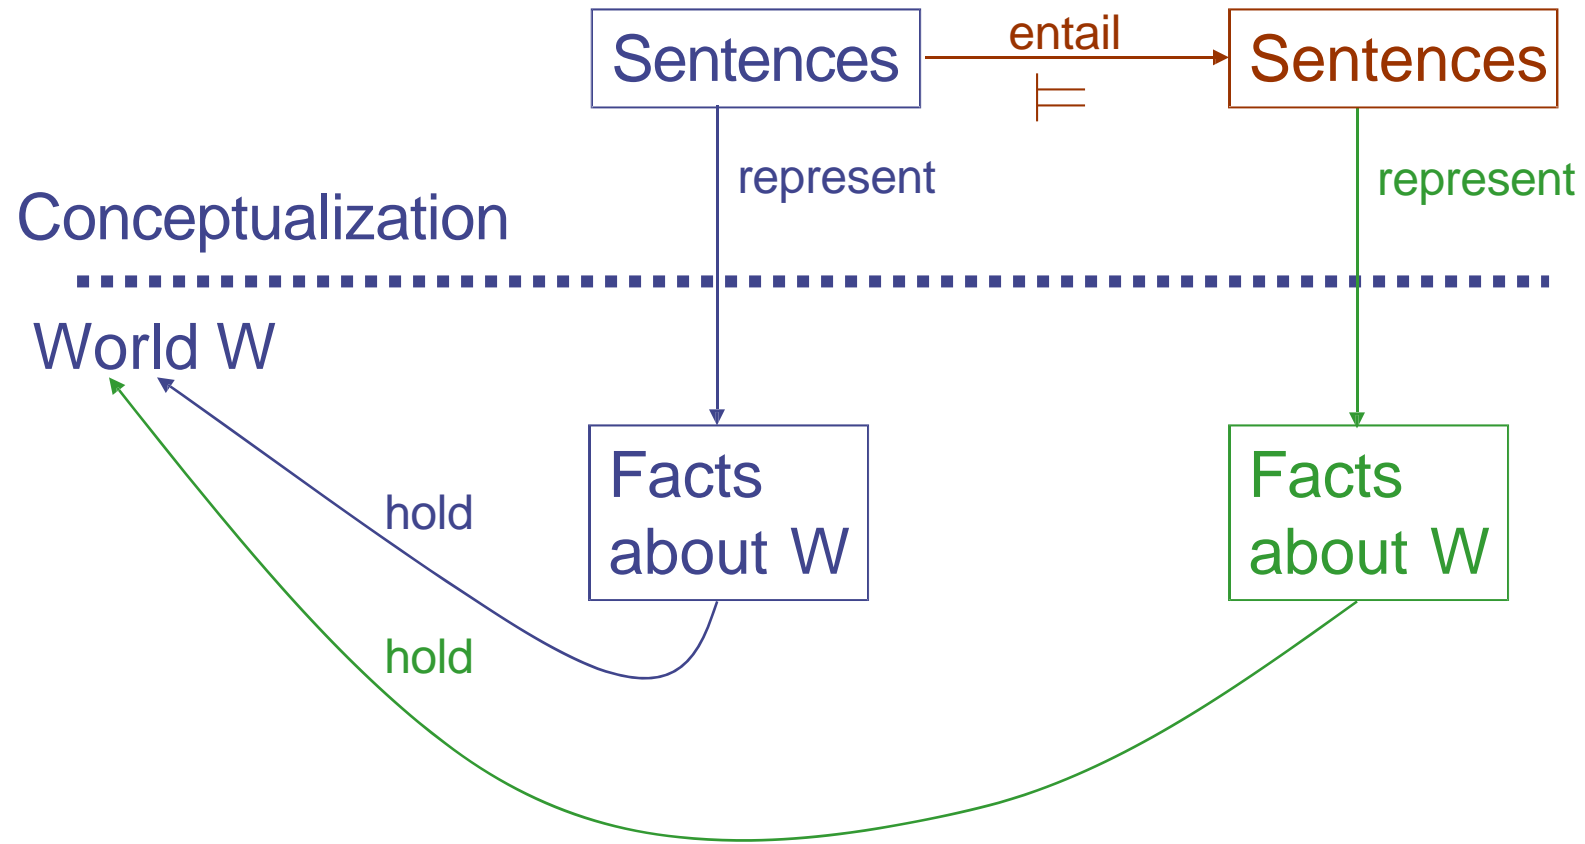 Sentences
entail
Sentences
⊨
represent
represent
Conceptualization
World W
Facts
about W
Facts
about W
hold
hold